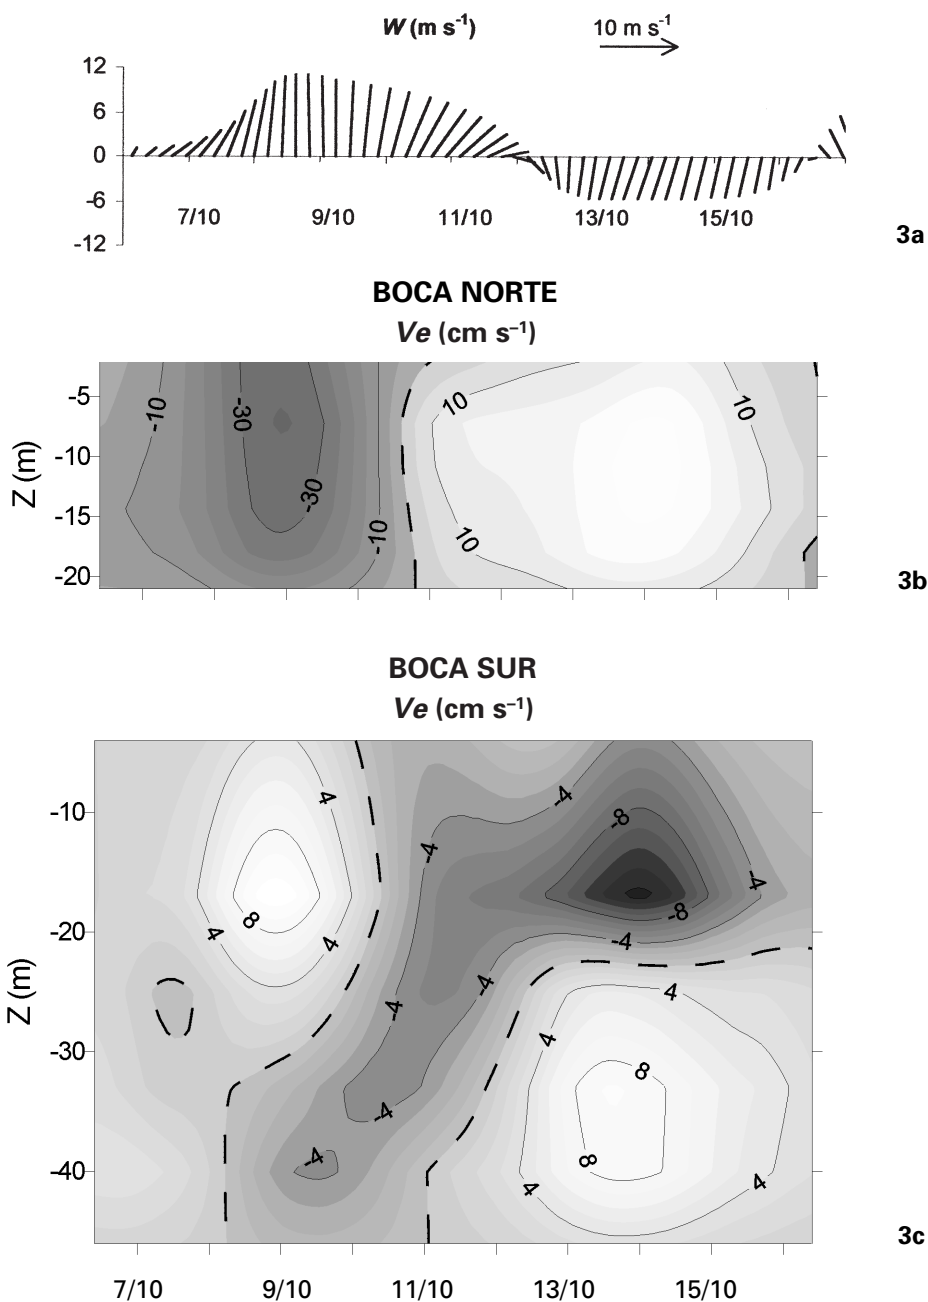 W (m s⁻¹) 10 m s⁻¹
12
6
0
-6
-12
7/10 9/10 11/10 13/10 15/10
3a
BOCA NORTE
Ve (cm s⁻¹)
Z (m)
-5
-10
-15
-20
-10 -30 10 10
-30
-10 10
3b
BOCA SUR
Ve (cm s⁻¹)
Z (m)
-10
-20
-30
-40
4 -4 -8
-4
-4
8 -8
4 4 -4
-4 4
-4 4
8
-4
-4 8
4 4
3c
7/10 9/10 11/10 13/10 15/10